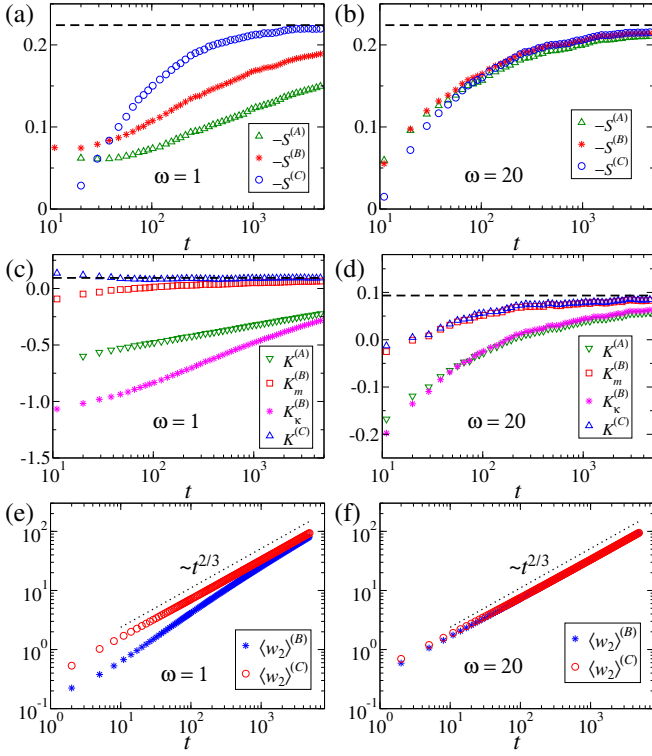 (a)
0.2
0.1
0
10^1
10^2
10^3
t
ω = 1
−S^(A)
−S^(B)
−S^(C)
(b)
0.2
0.1
0
10^1
10^2
10^3
t
ω = 20
−S^(A)
−S^(B)
−S^(C)
(c)
0.0
-0.5
-1.0
-1.5
10^1
10^2
10^3
t
ω = 1
K^(A)
K_m^(B)
K_κ^(B)
K^(C)
(d)
0.1
0.0
-0.1
-0.2
10^1
10^2
10^3
t
ω = 20
K^(A)
K_m^(B)
K_κ^(B)
K^(C)
(e)
10^2
10^1
10^0
10^-1
10^0
10^1
10^2
10^3
t
~t^2/3
ω = 1
⟨w_2⟩^(B)
⟨w_2⟩^(C)
(f)
10^2
10^1
10^0
10^-1
10^0
10^1
10^2
10^3
t
~t^2/3
ω = 20
⟨w_2⟩^(B)
⟨w_2⟩^(C)